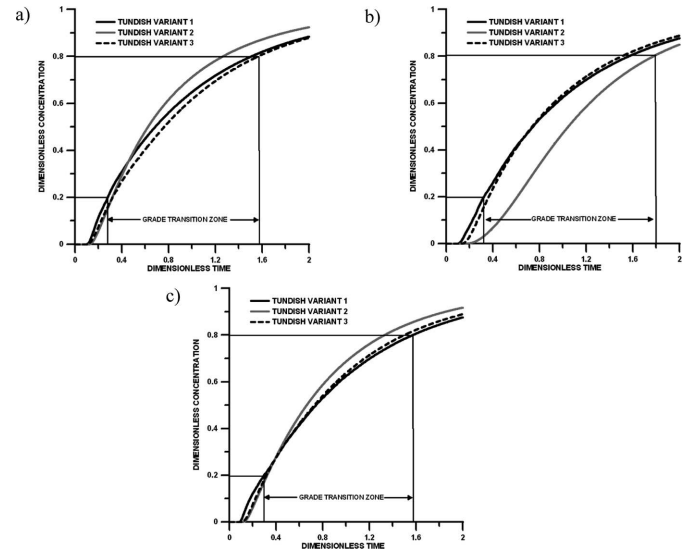 a)
TUNDISH VARIANT 1
TUNDISH VARIANT 2
TUNDISH VARIANT 3
DIMENSIONLESS CONCENTRATION
1
0.8
0.6
0.4
0.2
0
GRADE TRANSITION ZONE
0
0.4
0.8
1.2
1.6
2
DIMENSIONLESS TIME
b)
TUNDISH VARIANT 1
TUNDISH VARIANT 2
TUNDISH VARIANT 3
DIMENSIONLESS CONCENTRATION
1
0.8
0.6
0.4
0.2
0
GRADE TRANSITION ZONE
0
0.4
0.8
1.2
1.6
2
DIMENSIONLESS TIME
c)
TUNDISH VARIANT 1
TUNDISH VARIANT 2
TUNDISH VARIANT 3
DIMENSIONLESS CONCENTRATION
1
0.8
0.6
0.4
0.2
0
GRADE TRANSITION ZONE
0
0.4
0.8
1.2
1.6
2
DIMENSIONLESS TIME